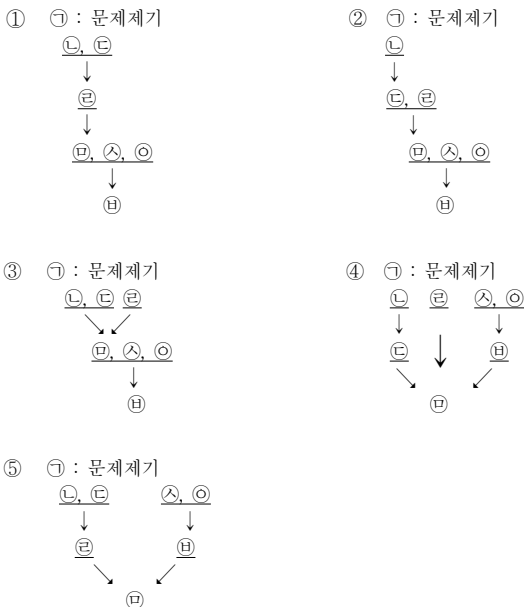 ① ㉠ : 문제제기
㉡, ㉢
↓
㉣
↓
㉤, ㉦, ㉧
↓
㉥
② ㉠ : 문제제기
㉡
↓
㉢, ㉣
↓
㉤, ㉦, ㉧
↓
㉥
③ ㉠ : 문제제기
㉡, ㉢ ㉣
↘ ↙
㉤, ㉦, ㉧
↓
㉥
④ ㉠ : 문제제기
㉡ ㉣ ㉦, ㉧
↓ ↓ ↓
㉢ ㉥
↘ ↙
㉤
⑤ ㉠ : 문제제기
㉡, ㉢ ㉦, ㉧
↓ ↓
㉣ ㉥
↘ ↙
㉤